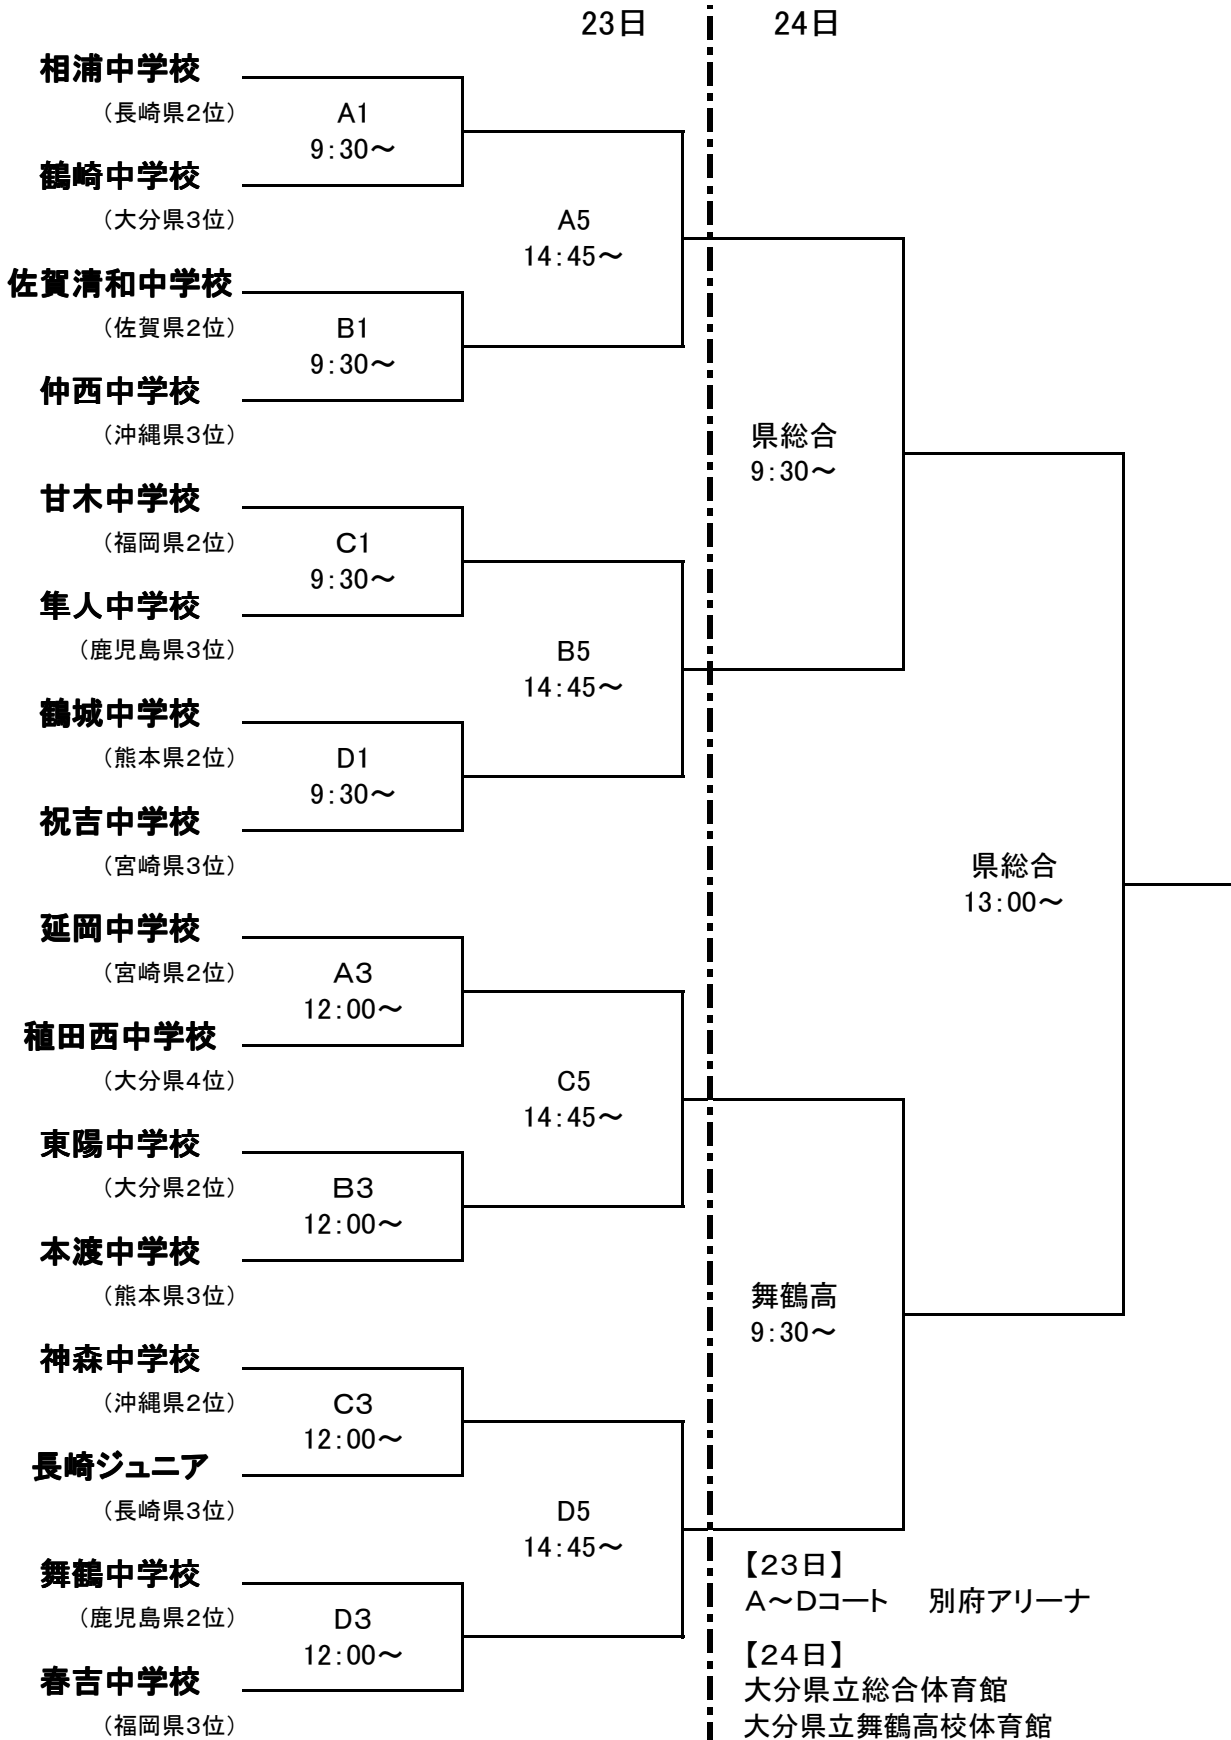 23日
24日
相浦中学校
（長崎県2位）
A1
9:30～
鶴崎中学校
（大分県3位）
A5
14:45～
佐賀清和中学校
（佐賀県2位）
B1
9:30～
仲西中学校
（沖縄県3位）
県総合
9:30～
甘木中学校
（福岡県2位）
C1
9:30～
隼人中学校
（鹿児島県3位）
B5
14:45～
鶴城中学校
（熊本県2位）
D1
9:30～
祝吉中学校
（宮崎県3位）
県総合
13:00～
延岡中学校
（宮崎県2位）
A3
12:00～
稙田西中学校
（大分県4位）
C5
14:45～
東陽中学校
（大分県2位）
B3
12:00～
本渡中学校
（熊本県3位）
舞鶴高
9:30～
神森中学校
（沖縄県2位）
C3
12:00～
長崎ジュニア
（長崎県3位）
D5
14:45～
舞鶴中学校
（鹿児島県2位）
D3
12:00～
春吉中学校
（福岡県3位）
【23日】
A～Dコート　別府アリーナ
【24日】
大分県立総合体育館
大分県立舞鶴高校体育館